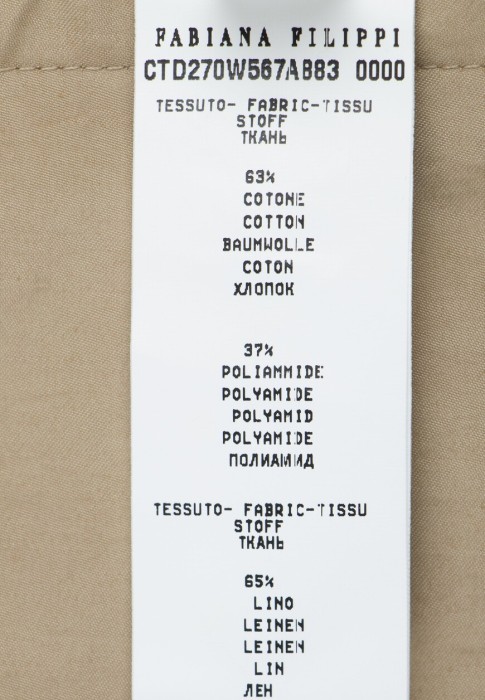 FABIANA FILIPPI
CTD270W567A883 0000
TESSUTO- FABRIC-TISSU
STOFF
ТКАНЬ
63%
COTONE
COTTON
BAUMWOLLE
COTON
ХЛОПОК
37%
POLIAMMIDE
POLYAMIDE
POLYAMID
POLYAMIDE
ПОЛИАМИД
TESSUTO- FABRIC-TISSU
STOFF
ТКАНЬ
65%
LINO
LEINEN
LEINEN
LIN
ЛЕН